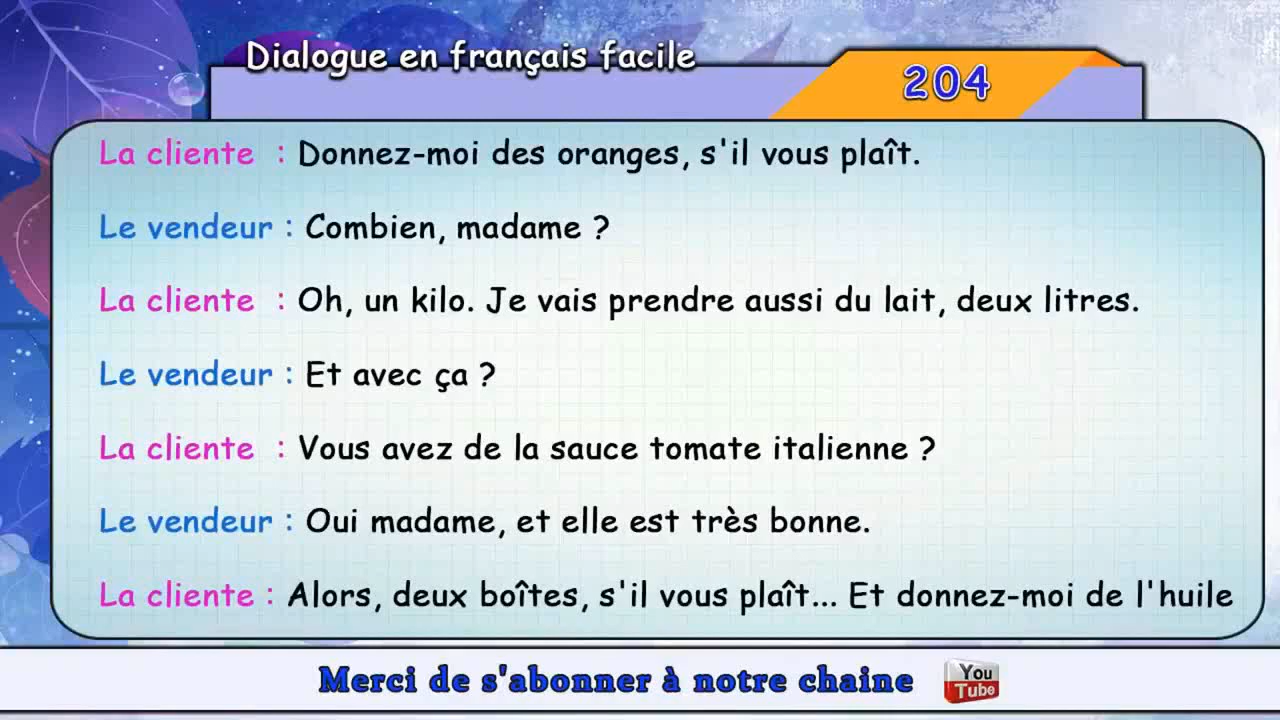 Dialogue en français facile
204
La cliente : Donnez-moi des oranges, s'il vous plaît.
Le vendeur : Combien, madame ?
La cliente : Oh, un kilo. Je vais prendre aussi du lait, deux litres.
Le vendeur : Et avec ça ?
La cliente : Vous avez de la sauce tomate italienne ?
Le vendeur : Oui madame, et elle est très bonne.
La cliente : Alors, deux boîtes, s'il vous plaît... Et donnez-moi de l'huile
Merci de s'abonner à notre chaine
You
Tube